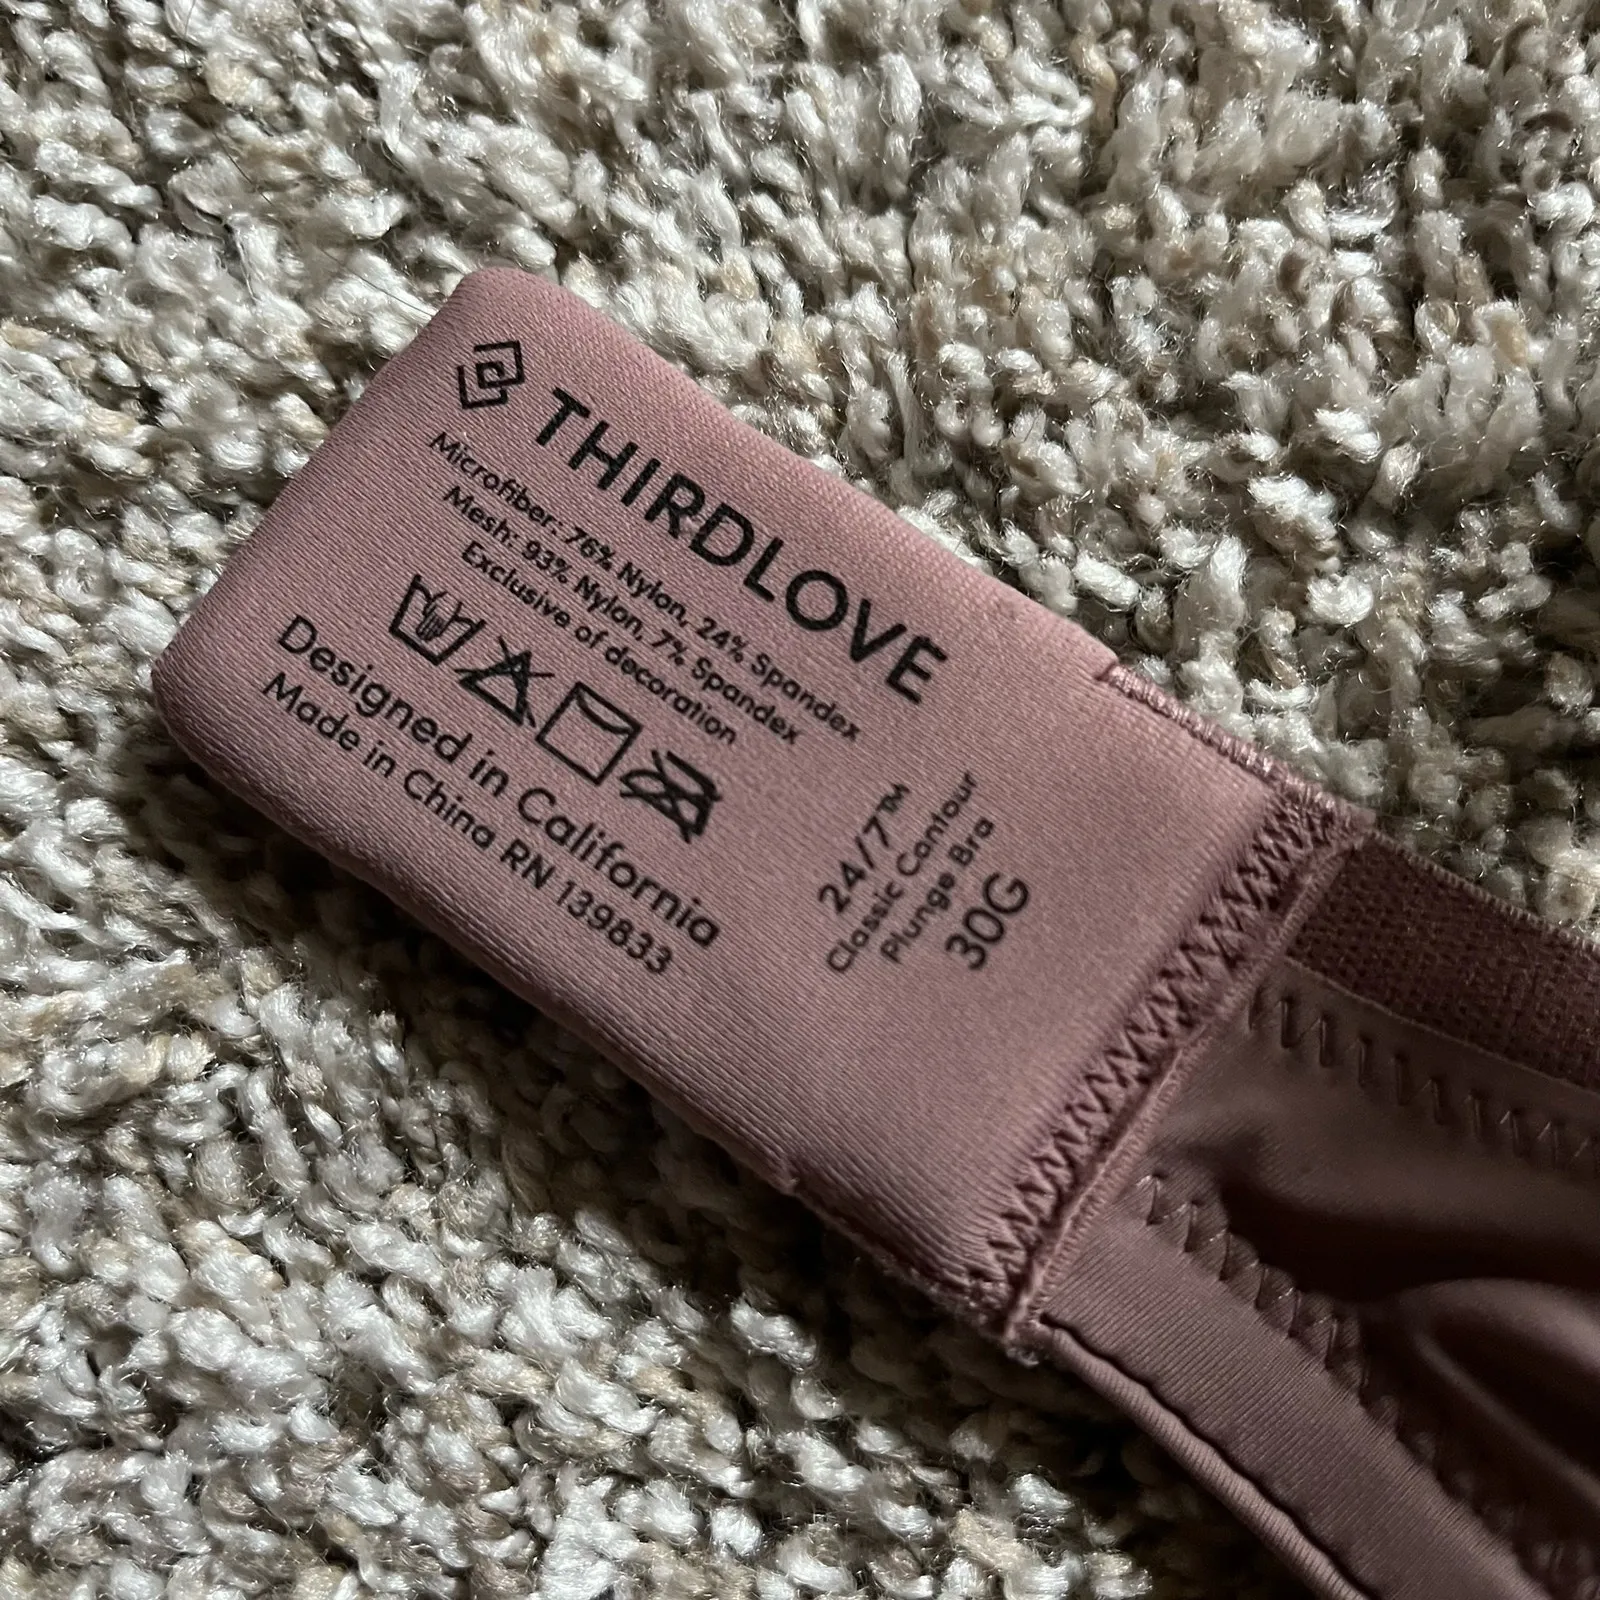 THIRDLOVE
Microfiber: 76% Nylon, 24% Spandex
Mesh: 93% Nylon, 7% Spandex
Exclusive of decoration
Designed in California
Made in China RN 139833
24/7™
Classic Contour
Plunge Bra
30G